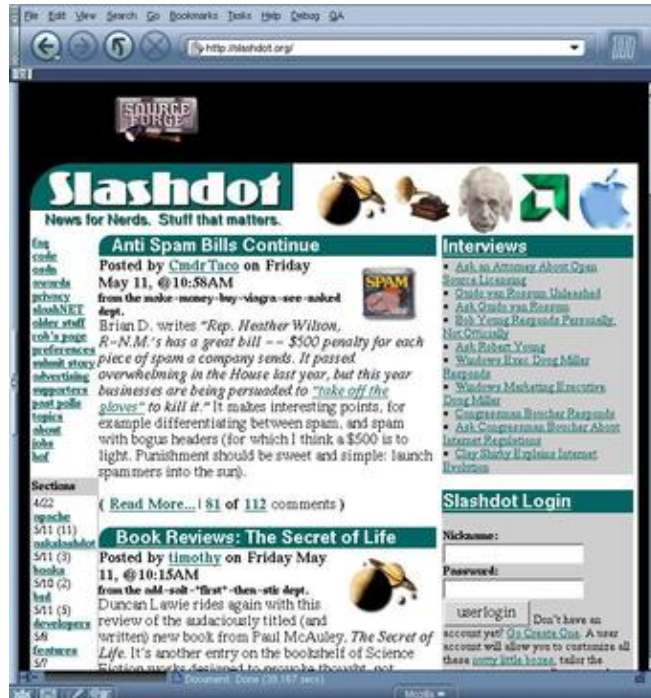 File Edit View Search Go Bookmarks Tasks Help Debug QA
http://slashdot.org/
SOURCE
FORGE
Slashdot
News for Nerds. Stuff that matters.
faq
code
osdn
awards
privacy
slashNET
older stuff
rob's page
preferences
submit story
advertising
supporters
past polls
topics
about
jobs
hof
Sections
4/22
apache
5/11 (11)
askslashdot
5/11 (3)
books
5/10 (2)
bsd
5/11 (5)
developers
5/8
features
5/7
Anti Spam Bills Continue
Posted by CmdrTaco on Friday
May 11, @10:58AM
from the make-money-buy-viagra-see-naked
dept.
SPAM
Brian D. writes "Rep. Heather Wilson,
R-N.M.'s has a great bill -- $500 penalty for each
piece of spam a company sends. It passed
overwhelming in the House last year, but this year
businesses are being persuaded to "take off the
gloves" to kill it." It makes interesting points, for
example differentiating between spam, and spam
with bogus headers (for which I think a $500 is to
light. Punishment should be sweet and simple: launch
spammers into the sun).
( Read More... | 81 of 112 comments )
Book Reviews: The Secret of Life
Posted by timothy on Friday May
11, @10:15AM
from the add-salt-*first*-then-stir dept.
Duncan Lawie rides again with this
review of the audaciously titled (and
written) new book from Paul McAuley, The Secret of
Life. It's another entry on the bookshelf of Science
Fiction works designed to provoke thought, not
Interviews
Ask an Attorney About Open
Source Licensing
Guido van Rossum Unleashed
Ask Guido van Rossum
Bob Young Responds Personally,
Not Officially
Ask Robert Young
Windows Exec Doug Miller
Responds
Windows Marketing Executive
Doug Miller
Congressman Boucher Responds
Ask Congressman Boucher About
Internet Regulations
Clay Shirky Explains Internet
Evolution
Slashdot Login
Nickname:
Password:
userlogin Don't have an
account yet? Go Create One. A user
account will allow you to customize all
these nutty little boxes, tailor the
Document: Done (39.167 secs)
Mozilla